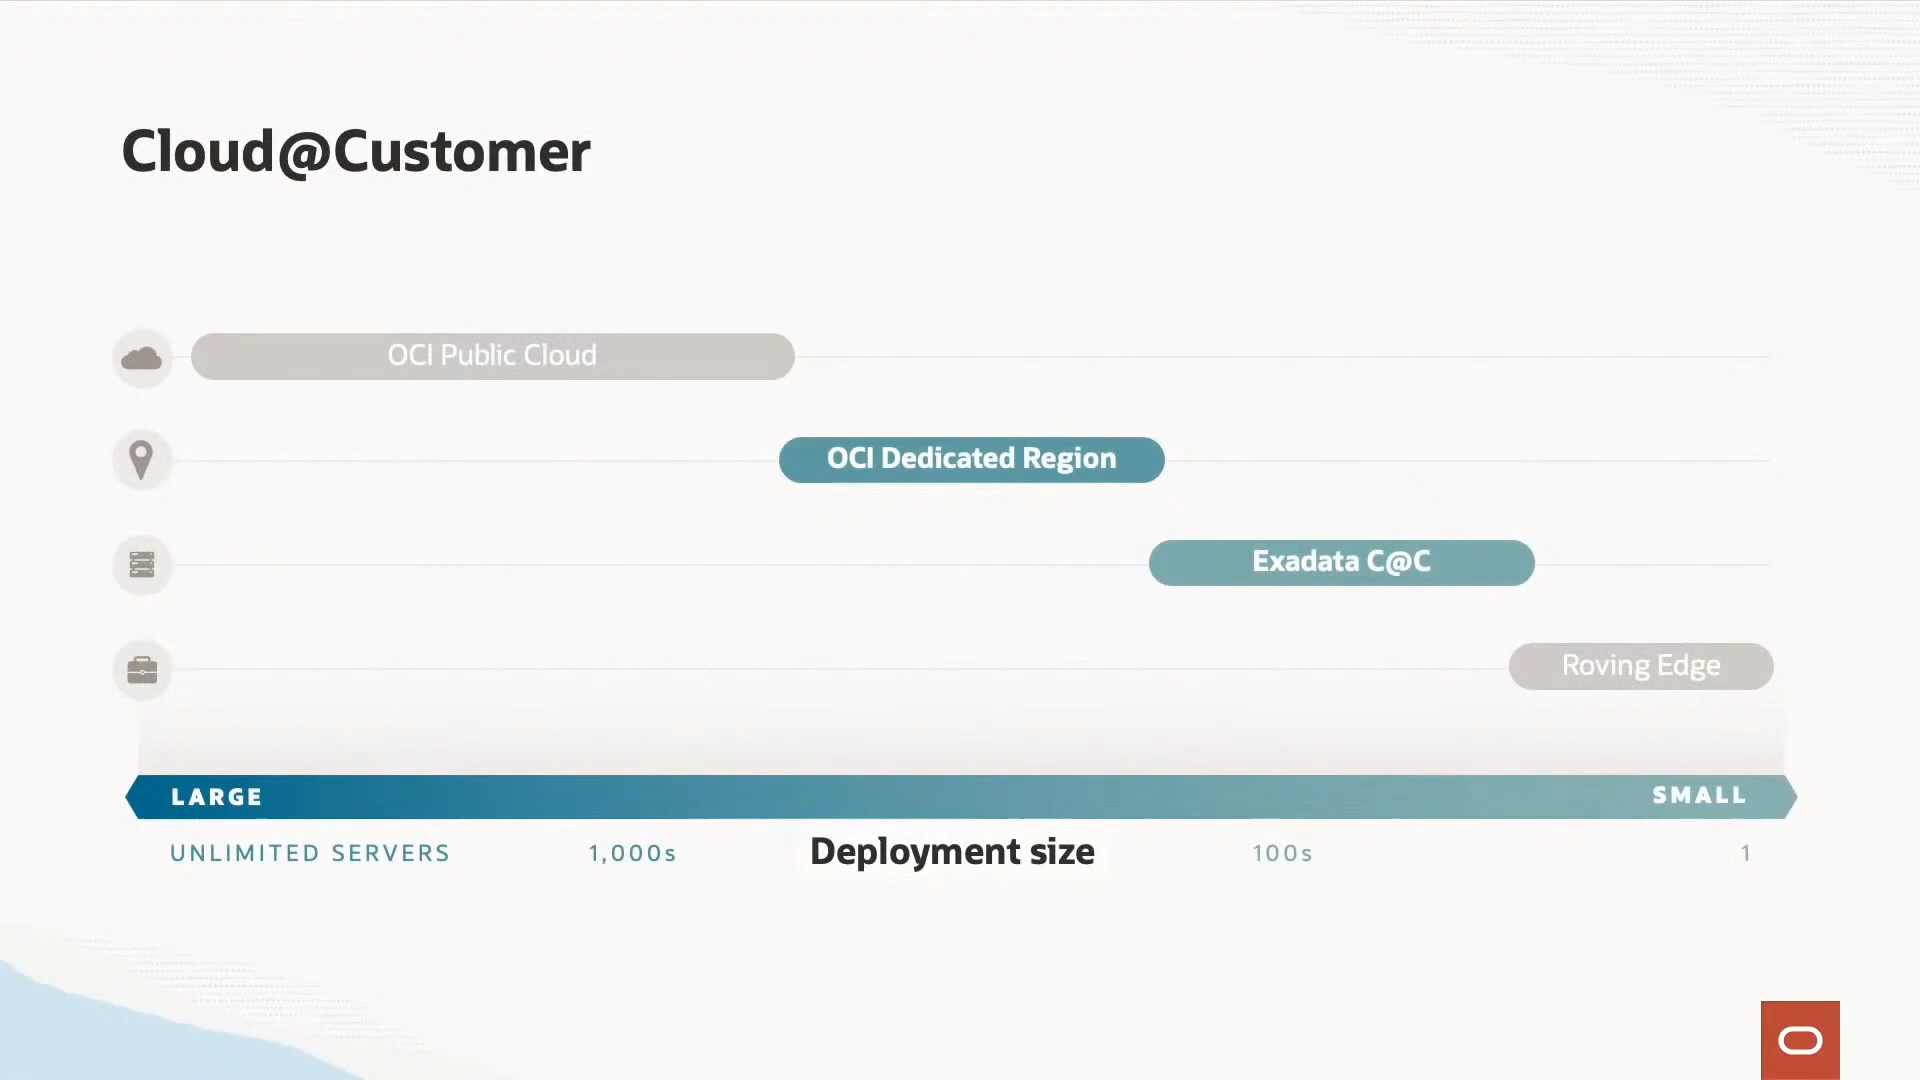 Cloud@Customer
OCI Public Cloud
OCI Dedicated Region
Exadata C@C
Roving Edge
LARGE
SMALL
UNLIMITED SERVERS
1,000s
Deployment size
100s
1